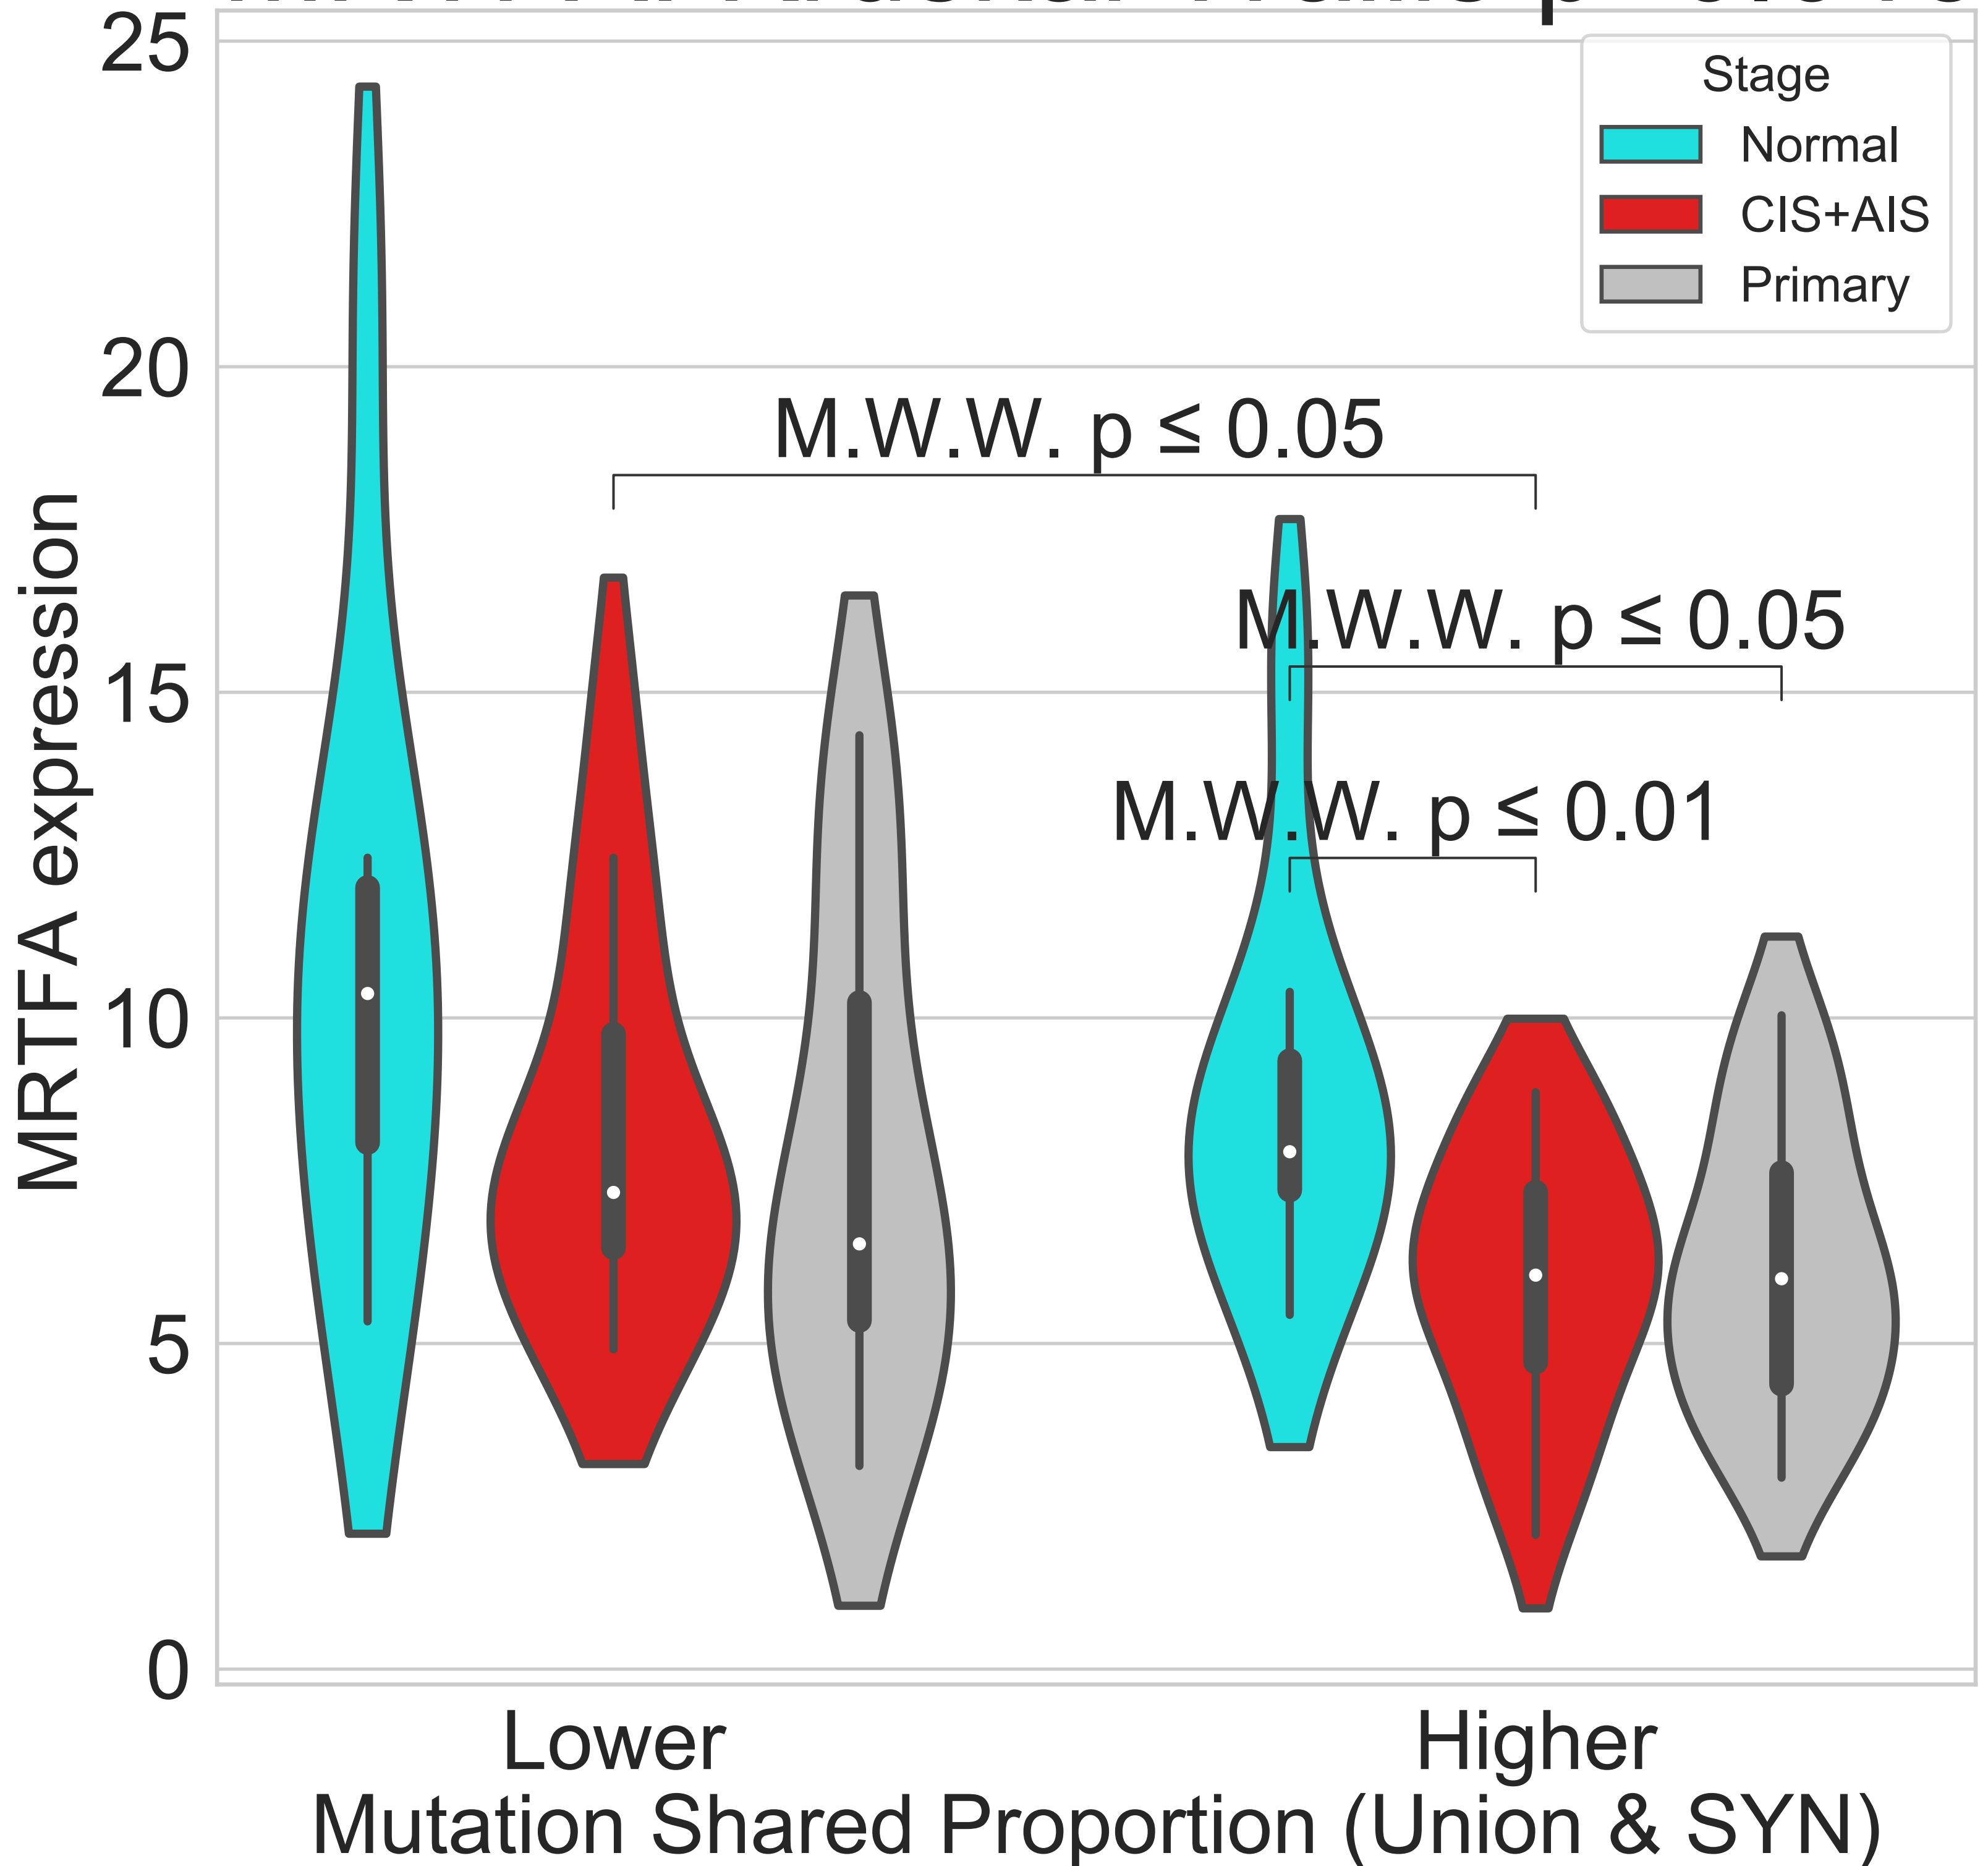 25
20
15
10
5
0
MRTFA expression
Stage
Normal
CIS+AIS
Primary
M.W.W. p ≤ 0.05
M.W.W. p ≤ 0.05
M.W.W. p ≤ 0.01
Lower
Higher
Mutation Shared Proportion (Union & SYN)